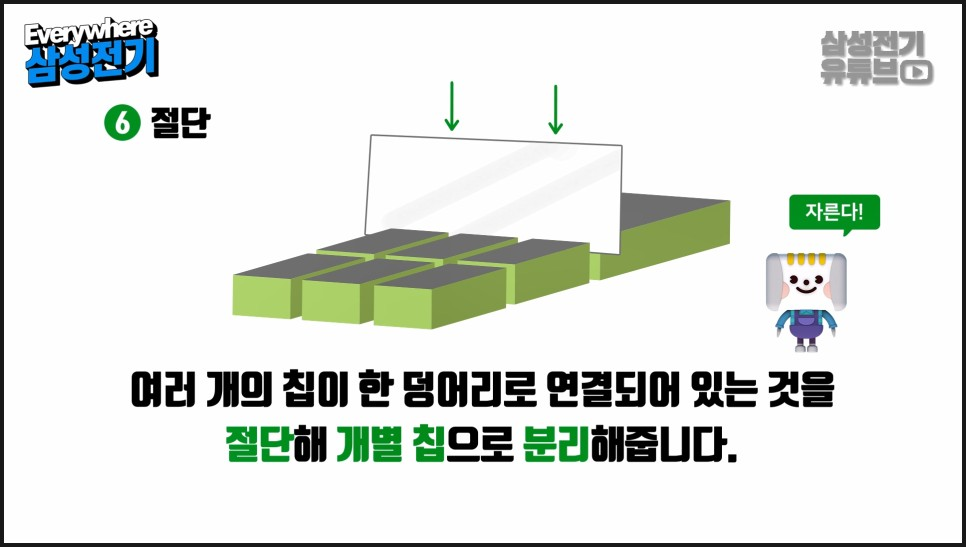 Everywhere
삼성전기
삼성전기
유튜브
6 절단
자른다!
여러 개의 칩이 한 덩어리로 연결되어 있는 것을
절단해 개별 칩으로 분리해줍니다.